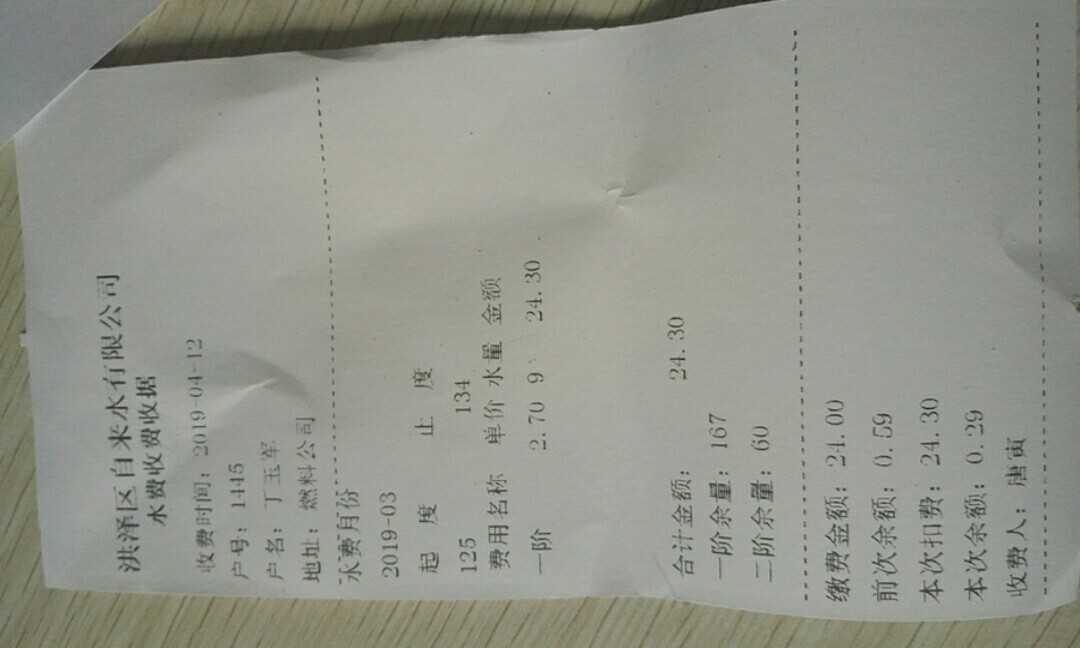 洪泽区自来水有限公司
水费收费收据
收费时间：2019-04-12
户号：1445
户名：丁玉军
地址：燃料公司
水费月份
2019-03
起 度 止 度
125 134
费用名称 单价 水量 金额
一阶 2.70 9 24.30
合计金额： 24.30
一阶余量：167
二阶余量：60
缴费金额：24.00
前次余额：0.59
本次扣费：24.30
本次余额：0.29
收费人：唐寅